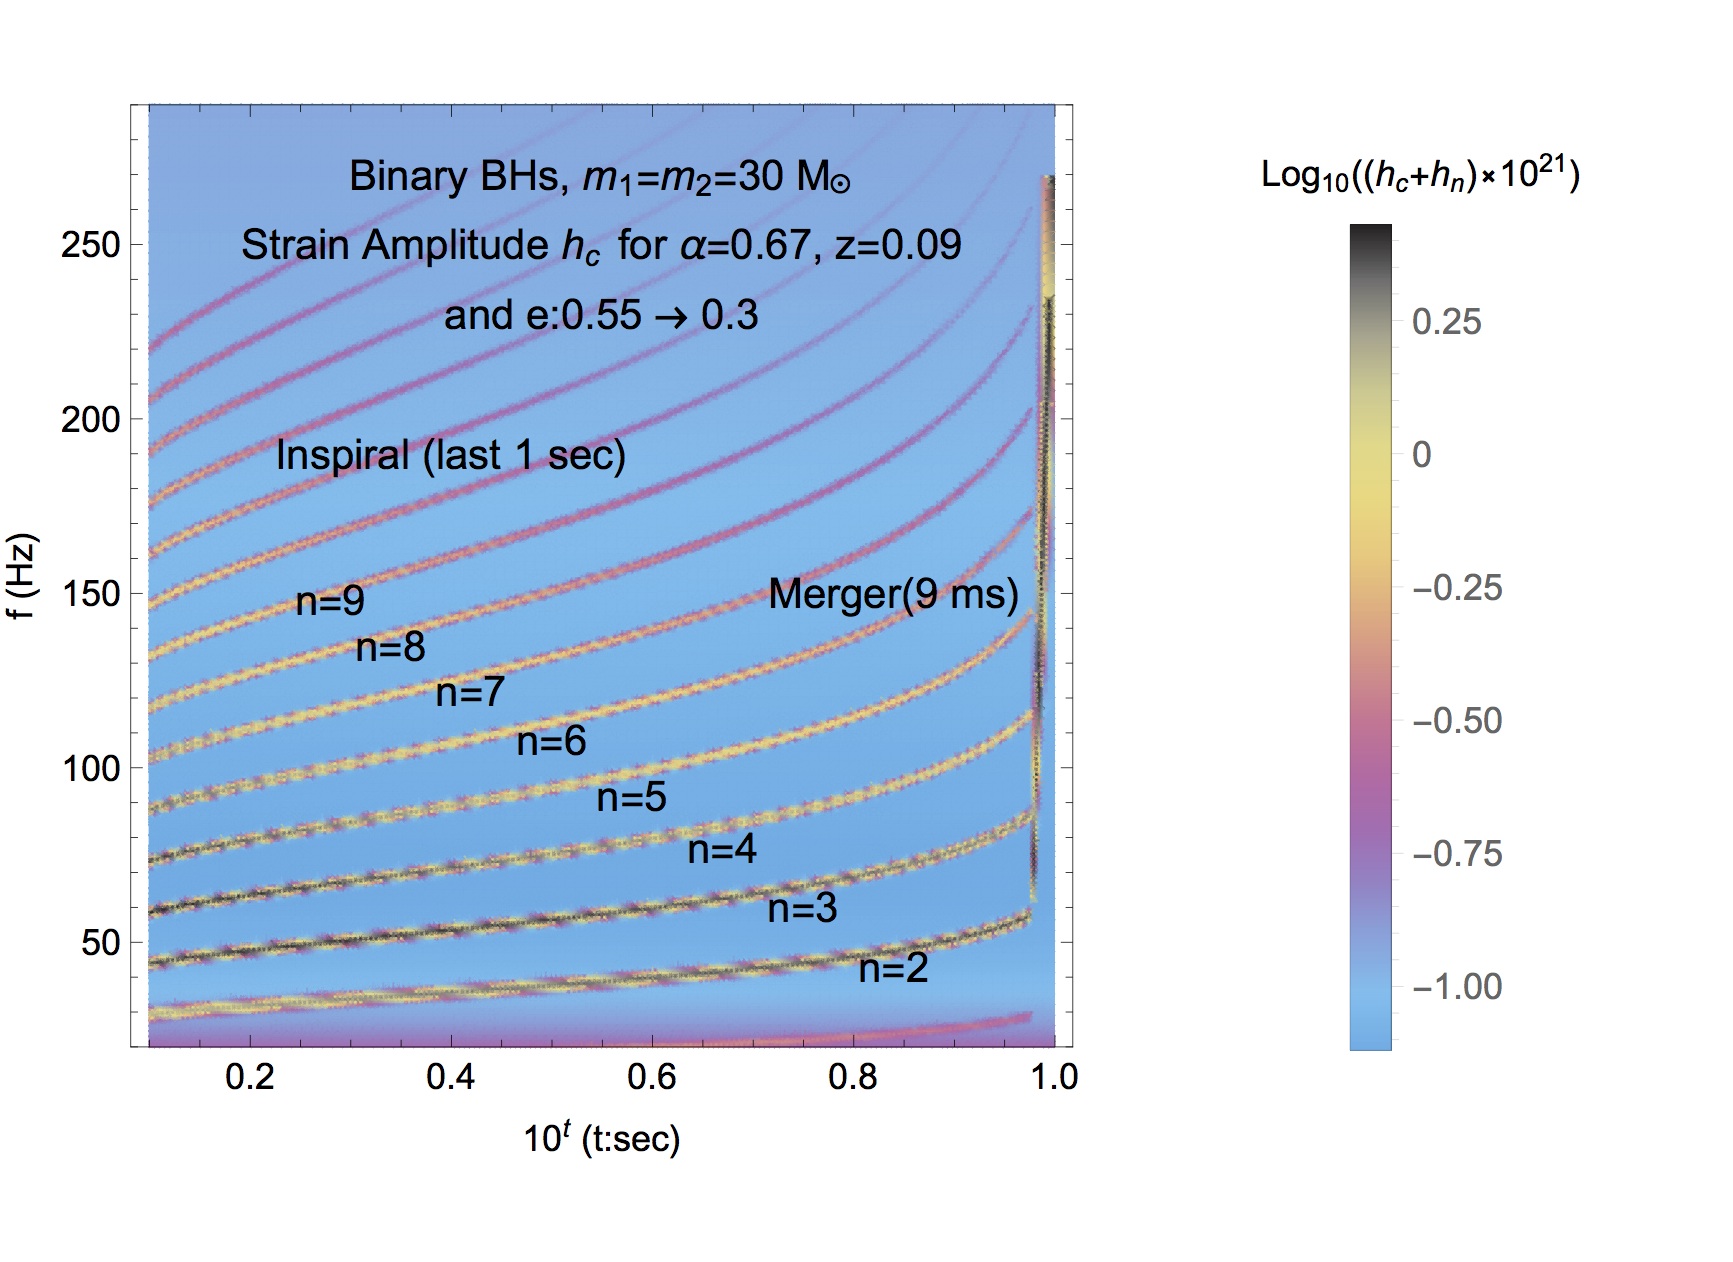 Binary BHs, m₁=m₂=30 M⊙
Strain Amplitude h_c for α=0.67, z=0.09
and e:0.55 → 0.3
Inspiral (last 1 sec)
Merger(9 ms)
n=9
n=8
n=7
n=6
n=5
n=4
n=3
n=2
f (Hz)
250
200
150
100
50
0.2 0.4 0.6 0.8 1.0
10ᵗ (t:sec)
Log₁₀((h_c+hₙ)×10²¹)
0.25
0
−0.25
−0.50
−0.75
−1.00